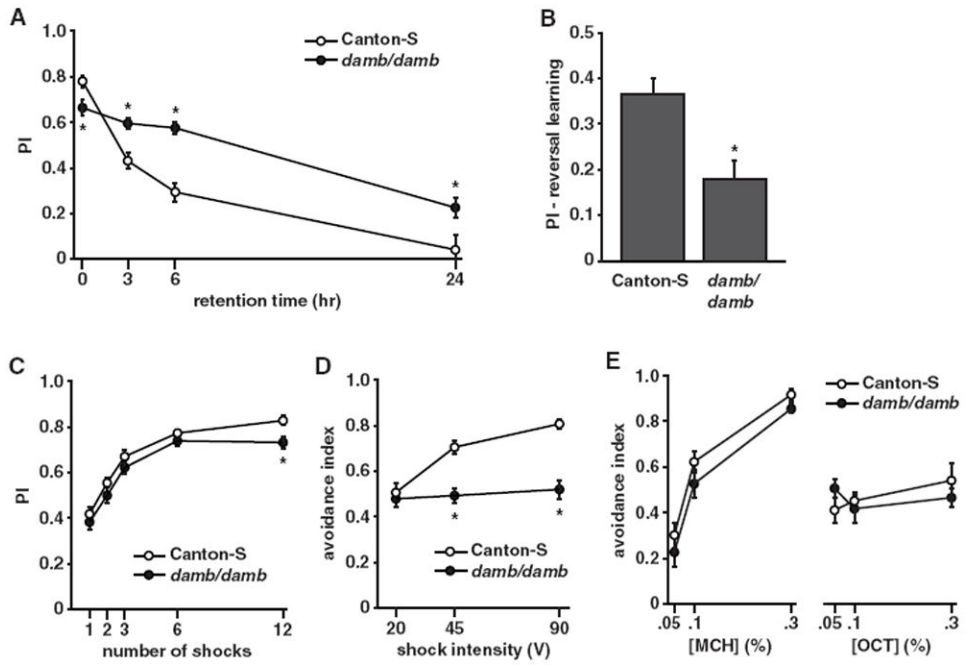 A
Canton-S
damb/damb
1.0
0.8
0.6
0.4
0.2
0
PI
0 3 6 24
retention time (hr)
*
*
*
*
B
0.5
0.4
0.3
0.2
0.1
0
PI - reversal learning
*
Canton-S
damb/
damb
C
1.0
0.8
0.6
0.4
0.2
0
PI
*
Canton-S
damb/damb
1 2 3 6 12
number of shocks
D
1.0
0.8
0.6
0.4
0.2
0
avoidance index
* *
Canton-S
damb/damb
20 45 90
shock intensity (V)
E
1.0
0.8
0.6
0.4
0.2
0
avoidance index
Canton-S
damb/damb
.05 .1 .3
[MCH] (%)
.05 .1 .3
[OCT] (%)